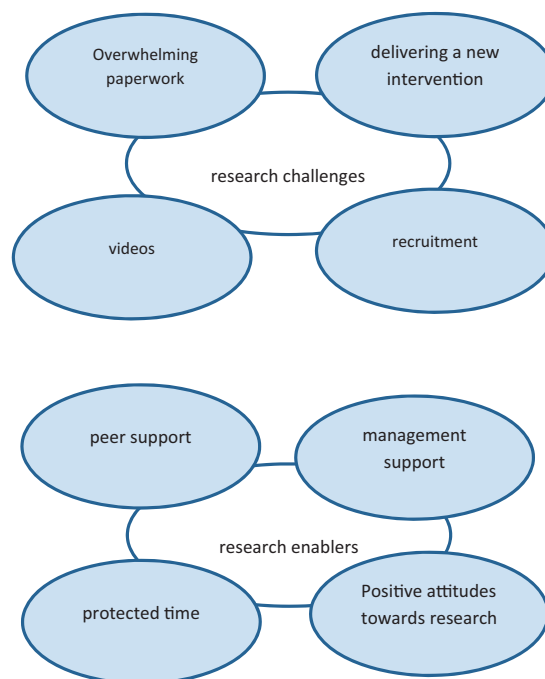 Overwhelming
paperwork
delivering a new
intervention
research challenges
videos
recruitment
peer support
management
support
research enablers
protected time
Positive attitudes
towards research